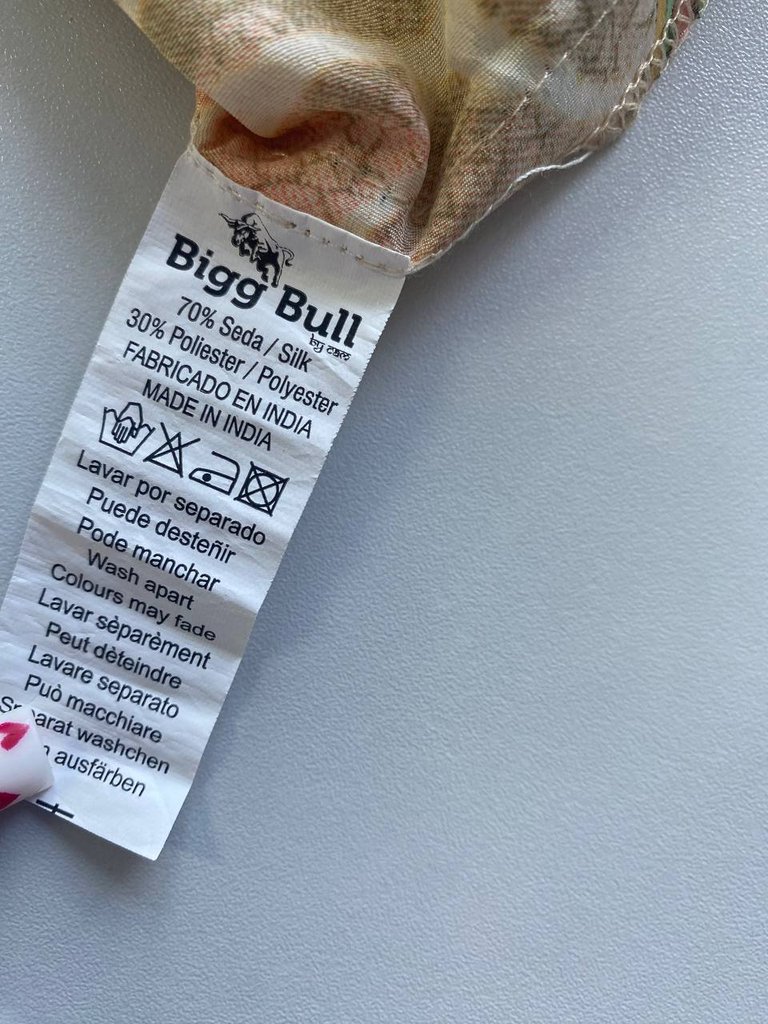 Bigg Bull
70% Seda / Silk
30% Poliester / Polyester
FABRICADO EN INDIA
MADE IN INDIA
Lavar por separado
Puede desteñir
Pode manchar
Wash apart
Colours may fade
Lavar sèparèment
Peut dèteindre
Lavare separato
Può macchiare
washchen
ausfärben